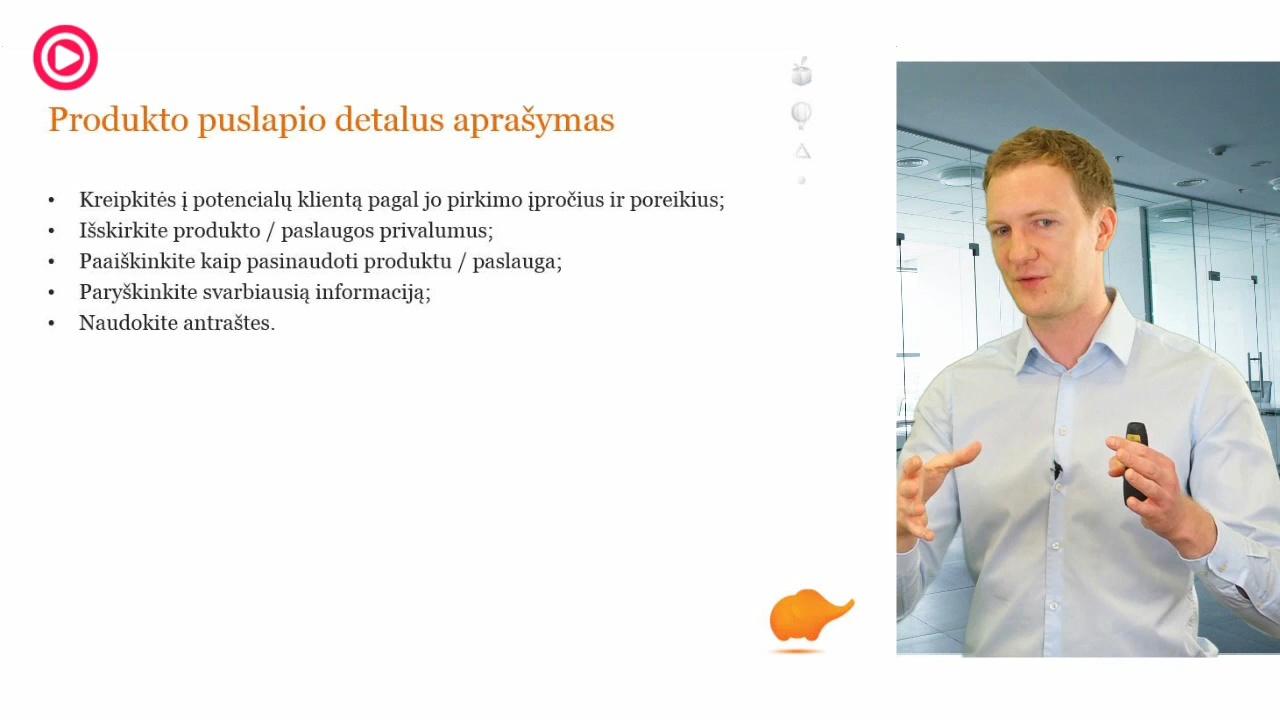 Produkto puslapio detalus aprašymas
• Kreipkitės į potencialų klientą pagal jo pirkimo įpročius ir poreikius;
• Išskirkite produkto / paslaugos privalumus;
• Paaiškinkite kaip pasinaudoti produktu / paslauga;
• Paryškinkite svarbiausią informaciją;
• Naudokite antraštes.